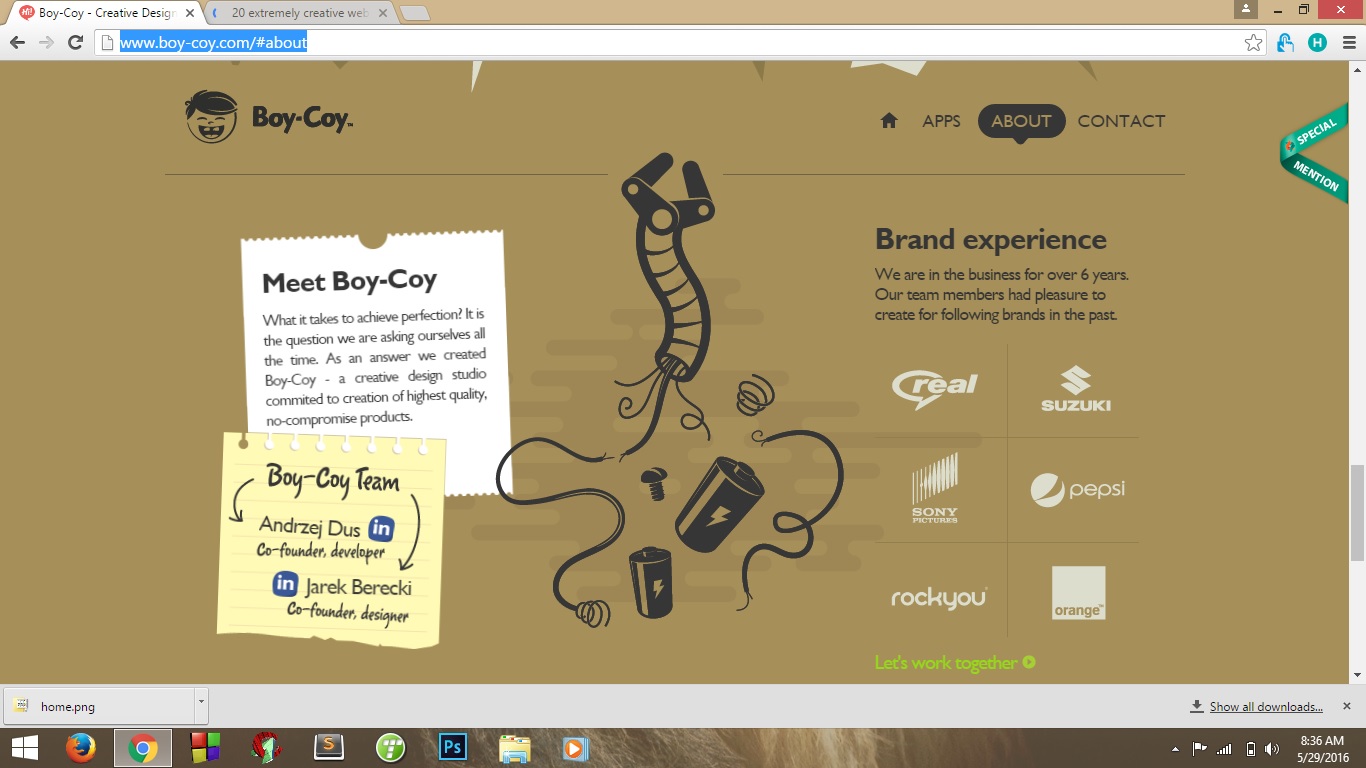 Hi!
Boy-Coy - Creative Design
20 extremely creative web
www.boy-coy.com/#about
H
Boy-Coy™
APPS
ABOUT
CONTACT
SPECIAL
MENTION
Meet Boy-Coy
What it takes to achieve perfection? It is
the question we are asking ourselves all
the time. As an answer we created
Boy-Coy - a creative design studio
commited to creation of highest quality,
no-compromise products.
Boy-Coy Team
Andrzej Dus in
Co-founder, developer
in Jarek Berecki
Co-founder, designer
Brand experience
We are in the business for over 6 years.
Our team members had pleasure to
create for following brands in the past.
real
SUZUKI
SONY
PICTURES
pepsi
rockyou®
orange™
Let's work together
home.png
Show all downloads...
S
Ps
8:36 AM
5/29/2016